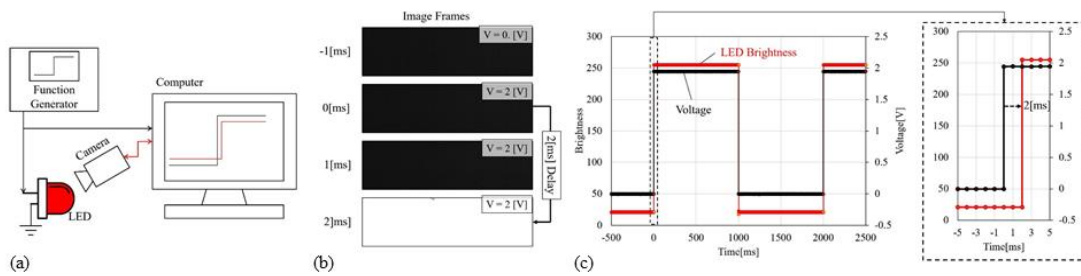 (a)
Function
Generator
Computer
Camera
LED
(b)
Image Frames
-1[ms]
V = 0. [V]
0[ms]
V = 2 [V]
1[ms]
V = 2 [V]
2]ms]
V = 2 [V]
2[ms] Delay
(c)
300
250
200
150
100
50
0
Brightness
2.5
2
1.5
1
0.5
0
-0.5
Voltage[V]
LED Brightness
Voltage
-500
0
500
1000
1500
2000
2500
Time[ms]
300
250
200
150
100
50
0
2.5
2
1.5
1
0.5
0
-0.5
2[ms]
-5
-3
-1
1
3
5
Time[ms]